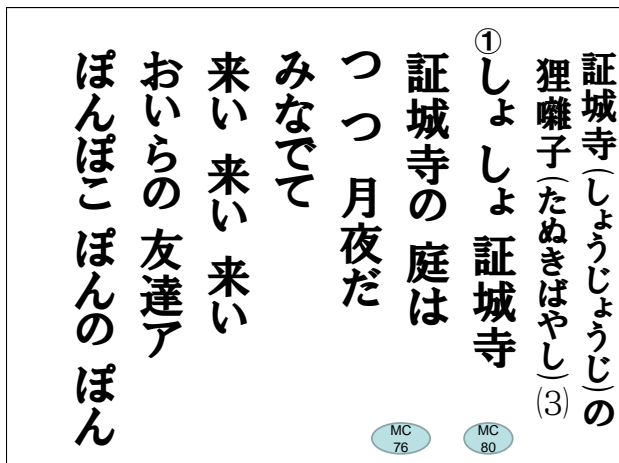 証城寺(しょうじょうじ)の
狸囃子(たぬきばやし)(3)
①しょ しょ 証城寺
証城寺の 庭は
つ つ 月夜だ
みなでて
来い 来い 来い
おいらの 友達ア
ぽんぽこ ぽんの ぽん
MC
80
MC
76